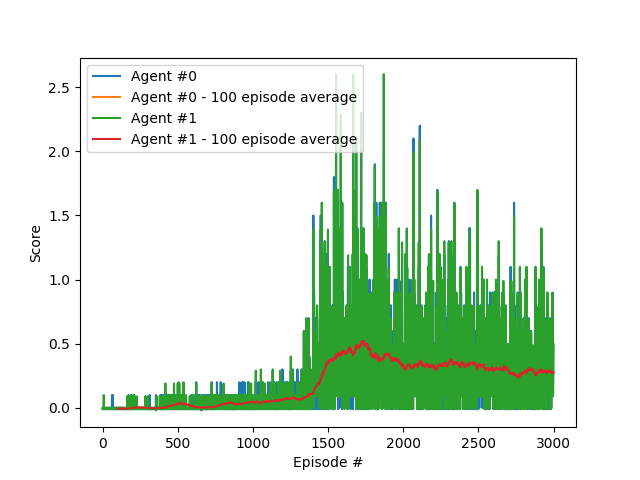 Agent #0
Agent #0 - 100 episode average
Agent #1
Agent #1 - 100 episode average
2.5
2.0
1.5
1.0
0.5
0.0
Score
0 500 1000 1500 2000 2500 3000
Episode #